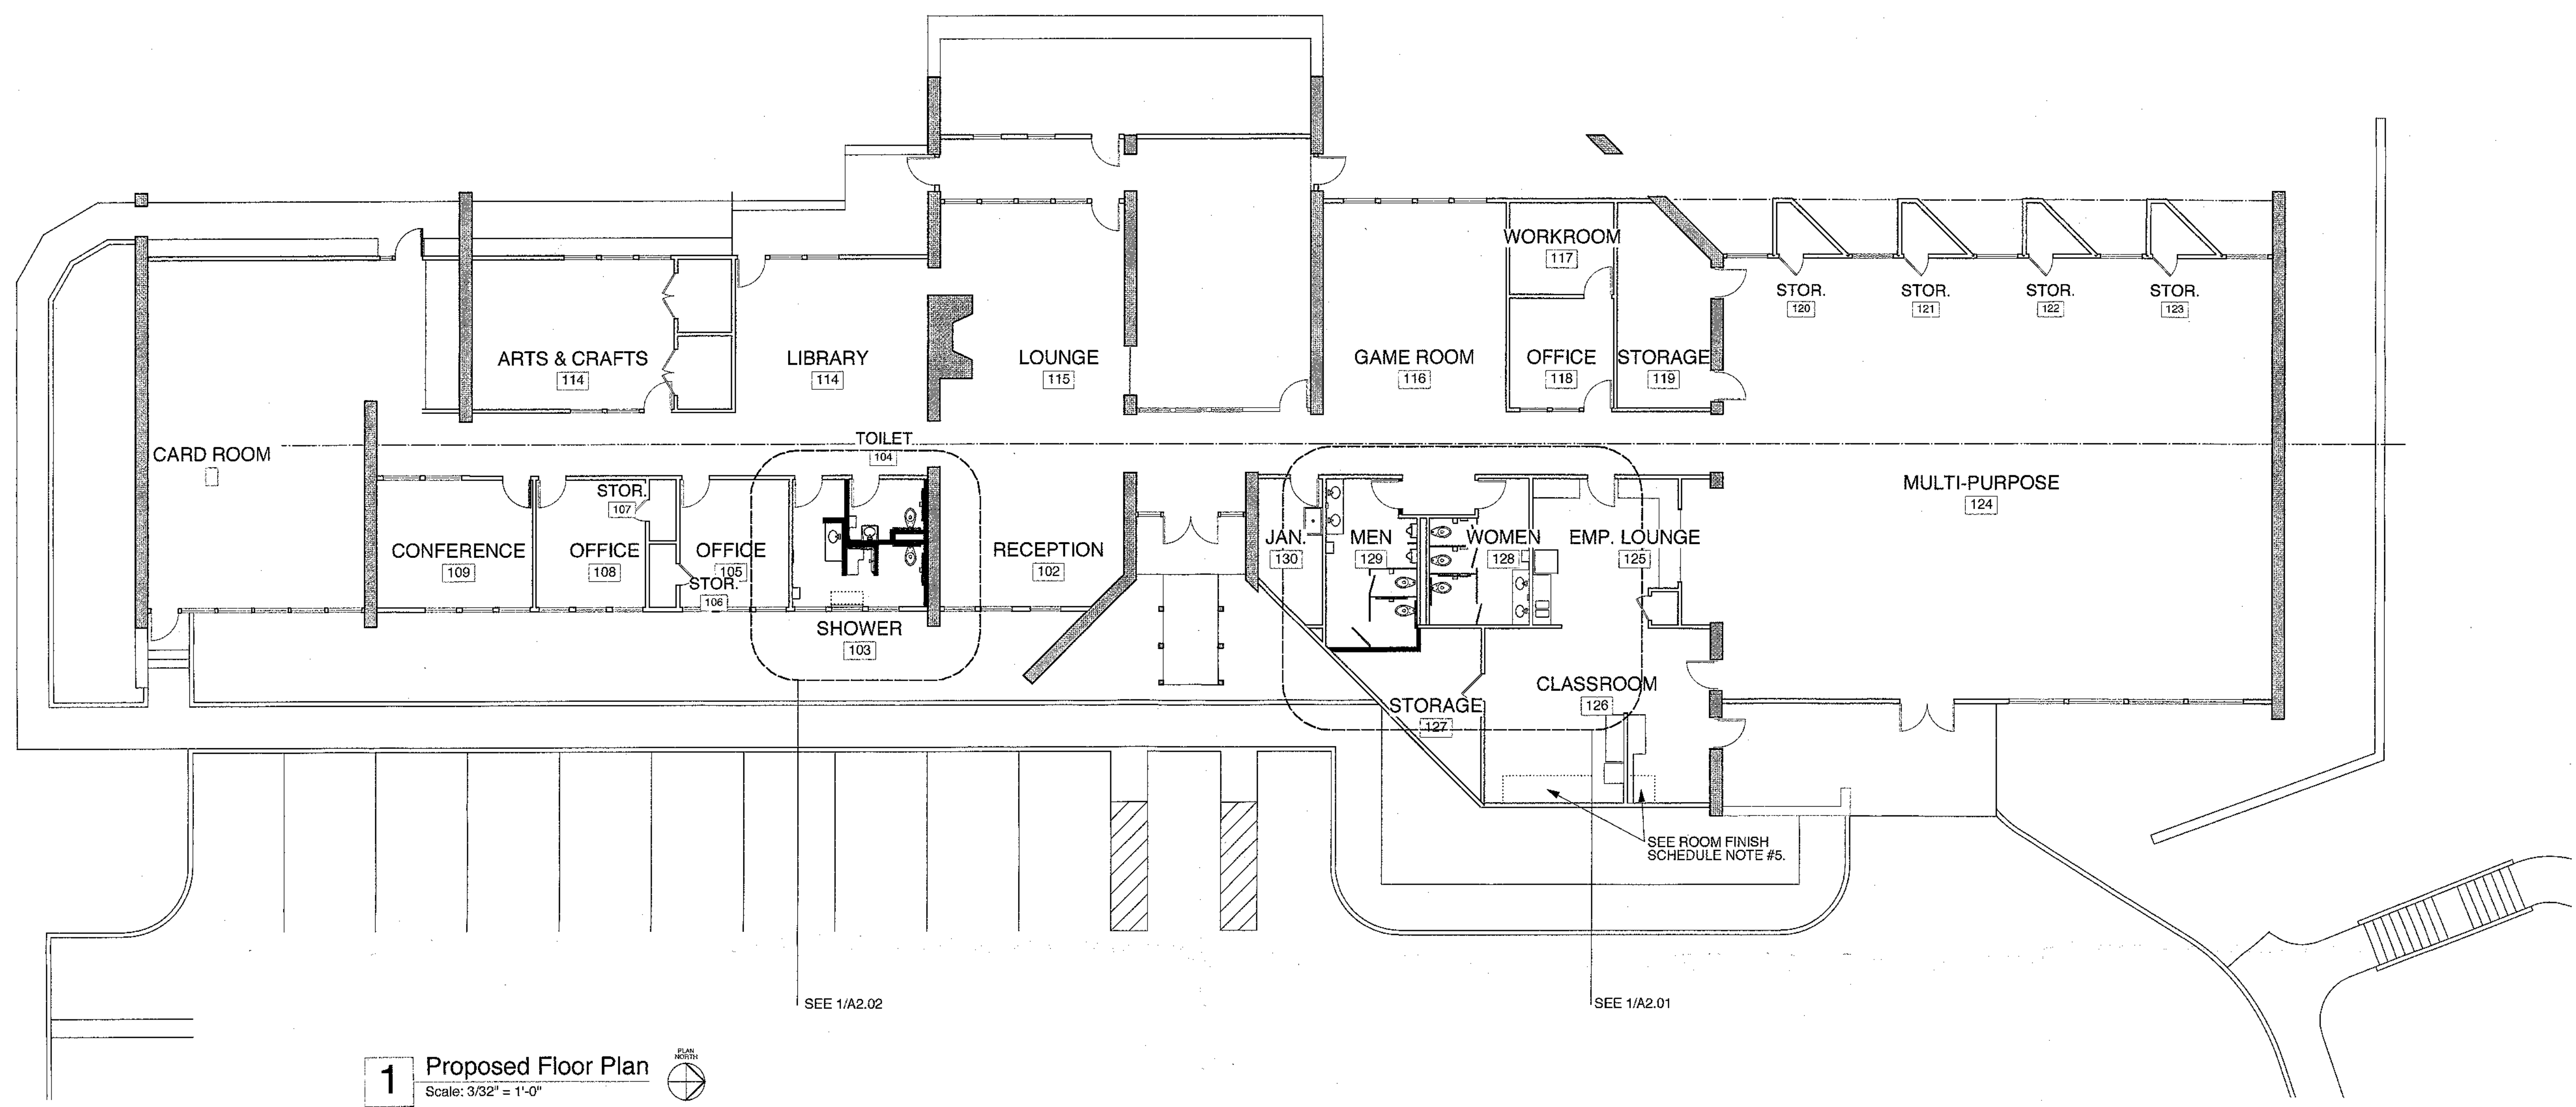 WORKROOM
117
STOR.
120
STOR.
121
STOR.
122
STOR.
123
ARTS & CRAFTS
114
LIBRARY
114
LOUNGE
115
GAME ROOM
116
OFFICE
118
STORAGE
119
CARD ROOM
TOILET
104
MULTI-PURPOSE
124
STOR.
107
CONFERENCE
109
OFFICE
108
OFFICE
105
STOR.
106
RECEPTION
102
JAN.
130
MEN
129
WOMEN
128
EMP. LOUNGE
125
SHOWER
103
CLASSROOM
126
STORAGE
127
SEE ROOM FINISH
SCHEDULE NOTE #5.
SEE 1/A2.02
SEE 1/A2.01
1
Proposed Floor Plan
Scale: 3/32" = 1'-0"
PLAN
NORTH